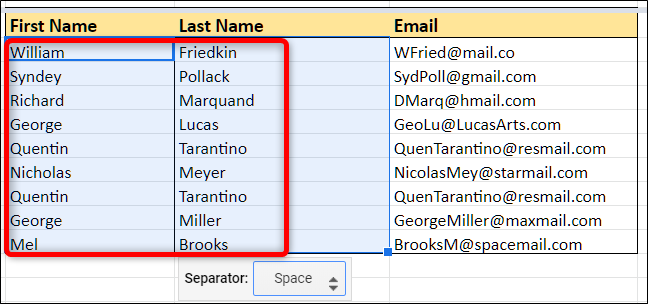 First Name Last Name Email
William Friedkin WFried@mail.co
Syndey Pollack SydPoll@gmail.com
Richard Marquand DMarq@hmail.com
George Lucas GeoLu@LucasArts.com
Quentin Tarantino QuenTarantino@resmail.com
Nicholas Meyer NicolasMey@starmail.com
Quentin Tarantino QuenTarantino@resmail.com
George Miller GeorgeMiller@maxmail.com
Mel Brooks BrooksM@spacemail.com
Separator: Space